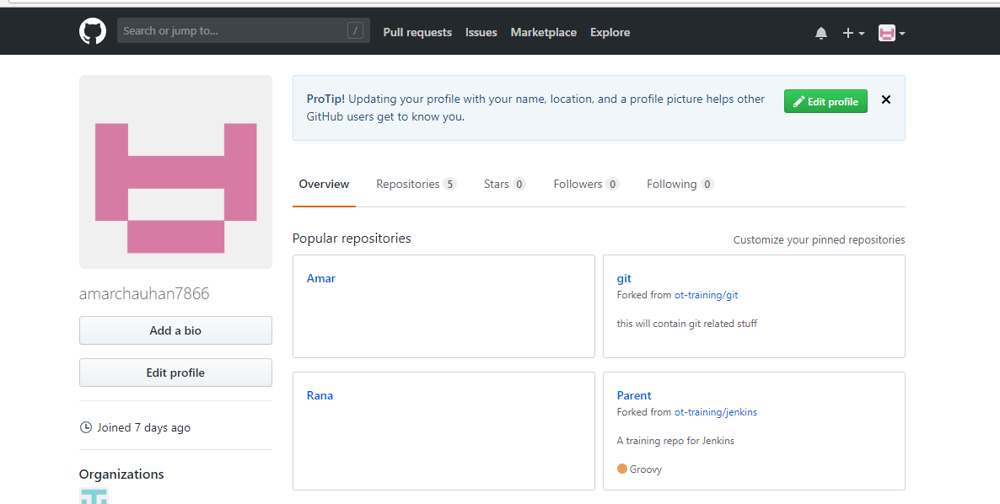 Search or jump to... /
Pull requests Issues Marketplace Explore
ProTip! Updating your profile with your name, location, and a profile picture helps other
GitHub users get to know you.
Edit profile
Overview Repositories 5 Stars 0 Followers 0 Following 0
Popular repositories
Customize your pinned repositories
Amar
git
Forked from ot-training/git
this will contain git related stuff
Rana
Parent
Forked from ot-training/jenkins
A training repo for Jenkins
Groovy
amarchauhan7866
Add a bio
Edit profile
Joined 7 days ago
Organizations